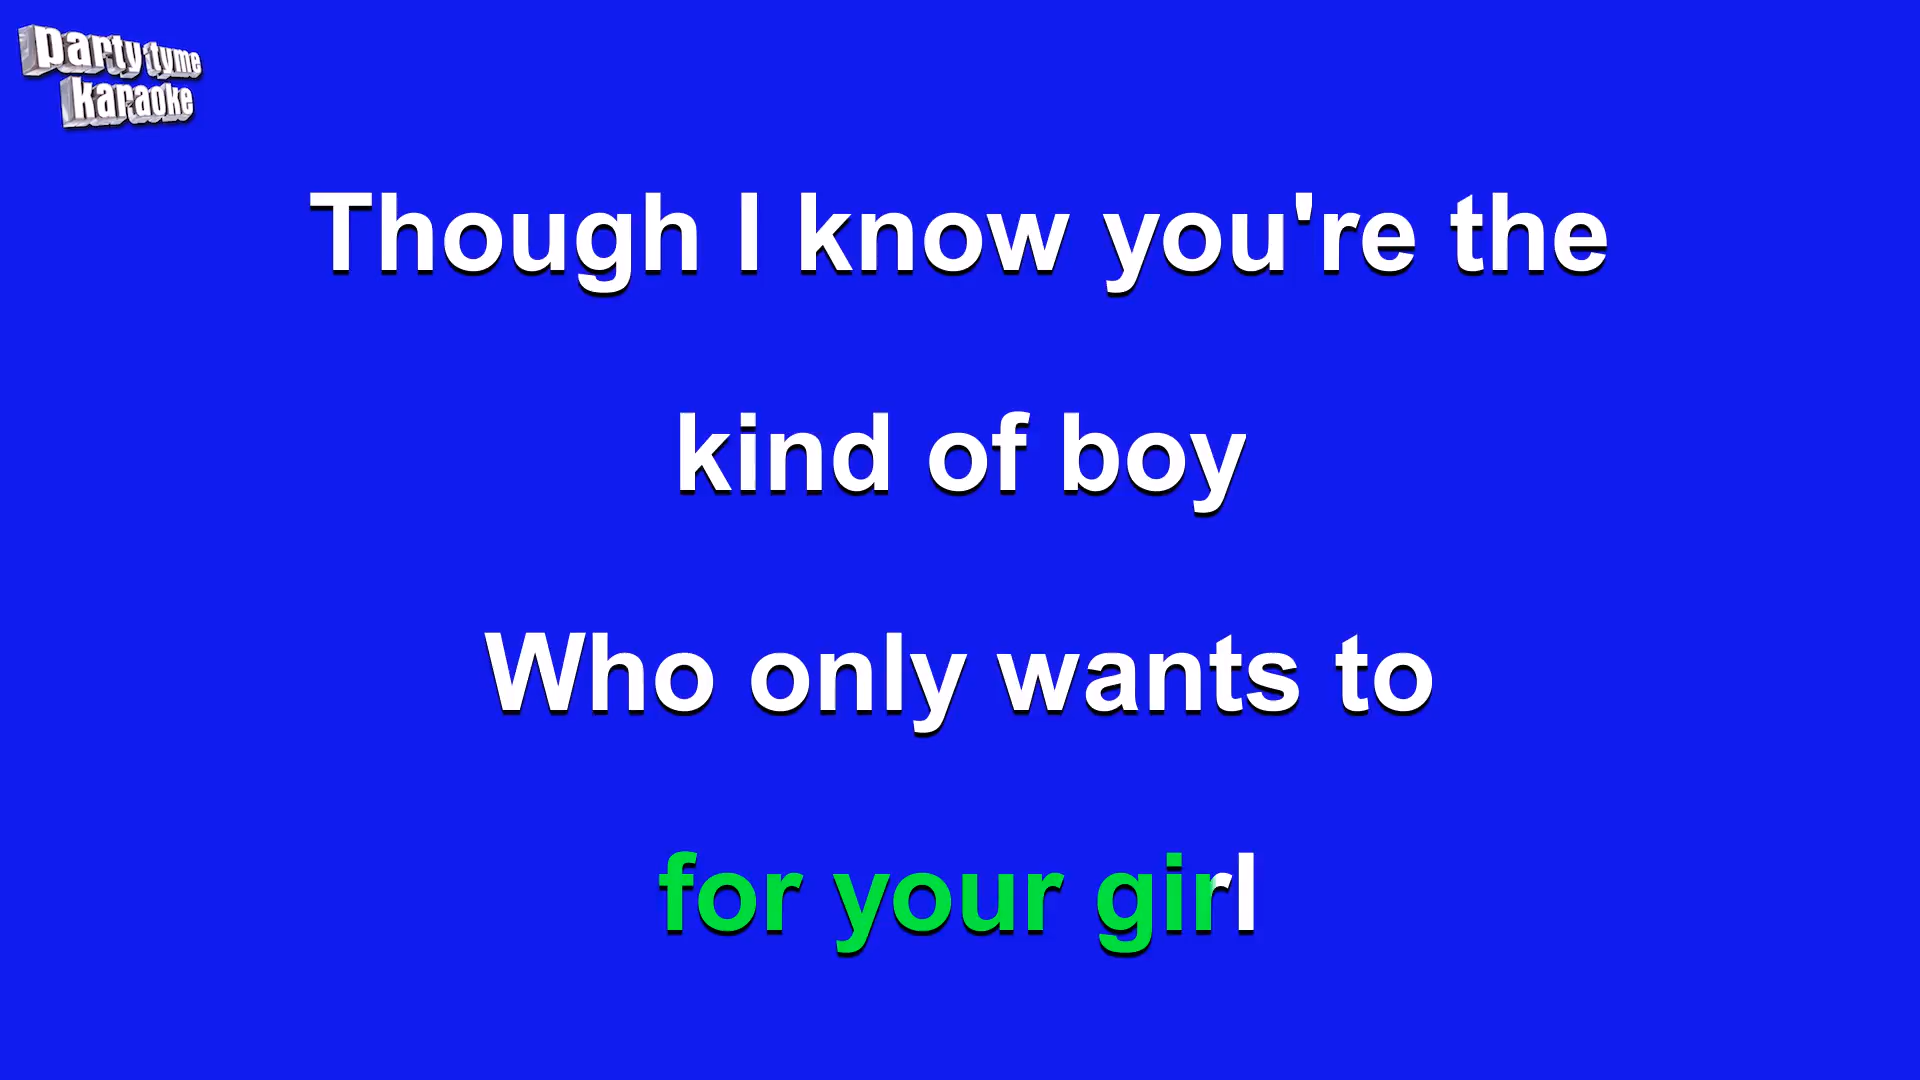 party tyme
karaoke
Though I know you're the
kind of boy
Who only wants to
for your girl